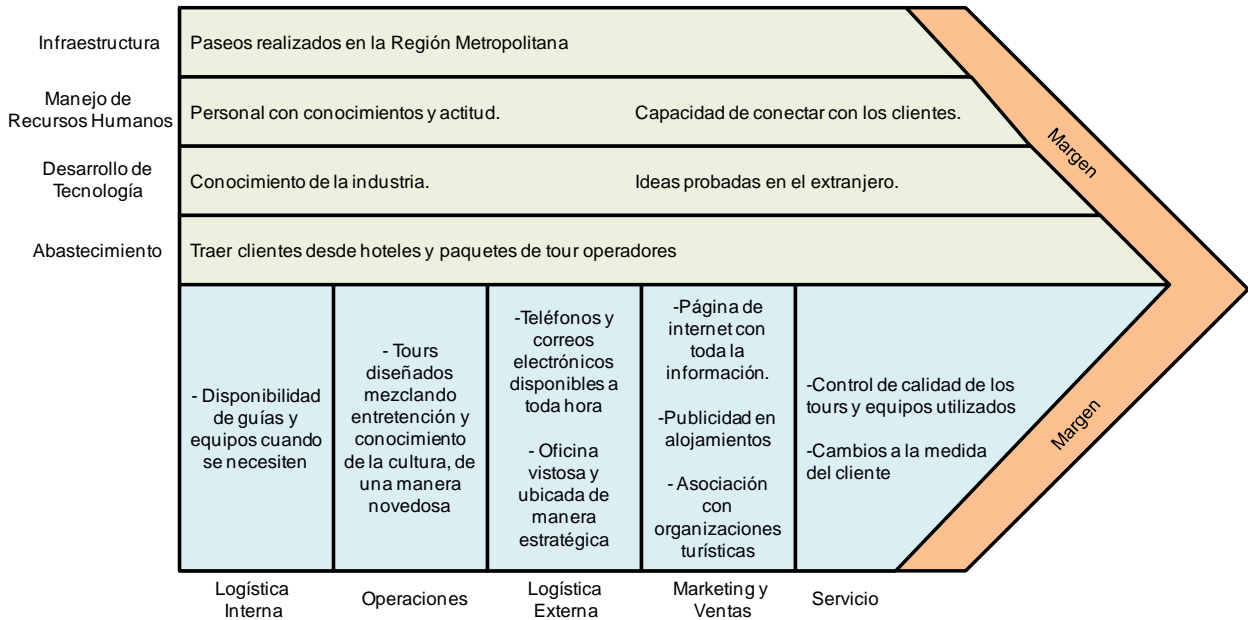 Infraestructura
Paseos realizados en la Región Metropolitana
Manejo de
Recursos Humanos
Personal con conocimientos y actitud.
Capacidad de conectar con los clientes.
Desarrollo de
Tecnología
Conocimiento de la industria.
Ideas probadas en el extranjero.
Abastecimiento
Traer clientes desde hoteles y paquetes de tour operadores
Margen
- Disponibilidad
de guías y
equipos cuando
se necesiten
- Tours
diseñados
mezclando
entretención y
conocimiento
de la cultura, de
una manera
novedosa
-Teléfonos y
correos
electrónicos
disponibles a
toda hora
- Oficina
vistosa y
ubicada de
manera
estratégica
-Página de
internet con
toda la
información.
-Publicidad en
alojamientos
- Asociación
con
organizaciones
turísticas
-Control de calidad de los
tours y equipos utilizados
-Cambios a la medida
del cliente
Margen
Logística
Interna
Operaciones
Logística
Externa
Marketing y
Ventas
Servicio